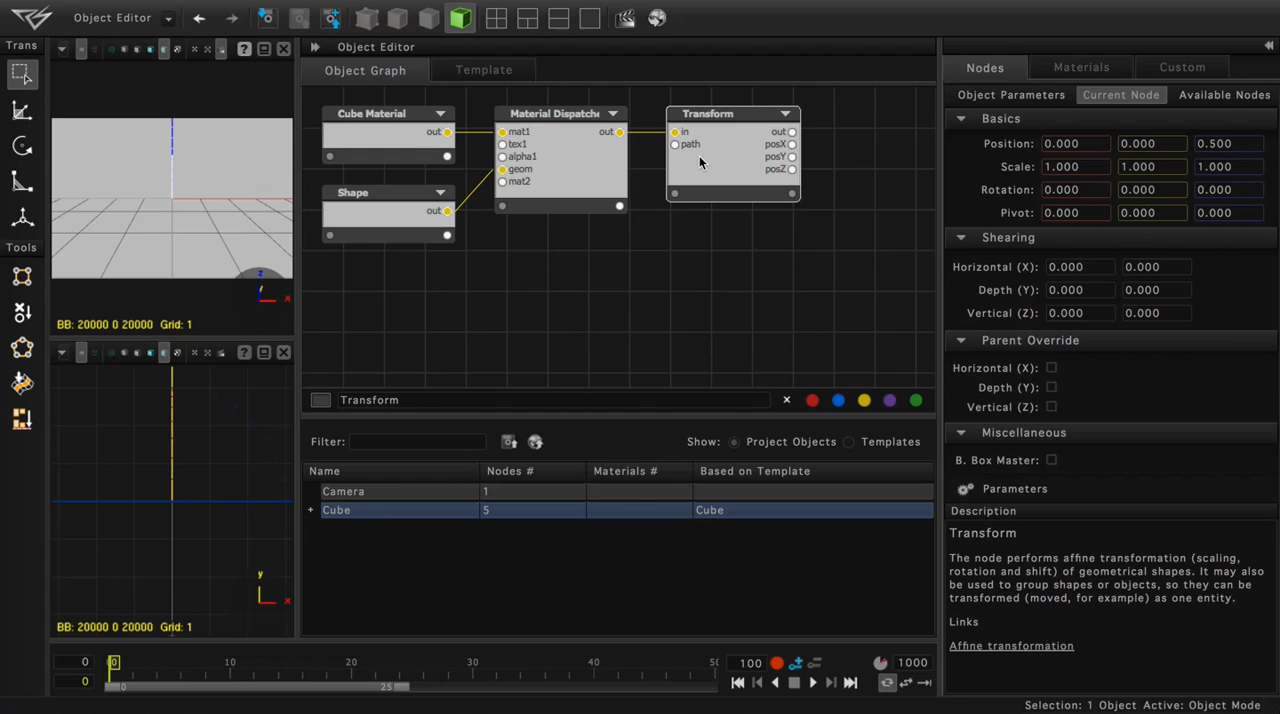 Object Editor
Trans
Tools
BB: 20000 0 20000 Grid: 1
z
x
BB: 20000 0 20000 Grid: 1
y
x
Object Editor
Object Graph
Template
Cube Material
out
Shape
out
Material Dispatche
mat1
out
tex1
alpha1
geom
mat2
Transform
in
out
path
posX
posY
posZ
Transform
Filter:
Show:
Project Objects
Templates
Name
Nodes #
Materials #
Based on Template
Camera
1
Cube
5
Cube
Nodes
Materials
Custom
Object Parameters
Current Node
Available Nodes
Basics
Position: 0.000 0.000 0.500
Scale: 1.000 1.000 1.000
Rotation: 0.000 0.000 0.000
Pivot: 0.000 0.000 0.000
Shearing
Horizontal (X): 0.000 0.000
Depth (Y): 0.000 0.000
Vertical (Z): 0.000 0.000
Parent Override
Horizontal (X):
Depth (Y):
Vertical (Z):
Miscellaneous
B. Box Master:
Parameters
Description
Transform
The node performs affine transformation (scaling,
rotation and shift) of geometrical shapes. It may also
be used to group shapes or objects, so they can be
transformed (moved, for example) as one entity.
Links
Affine transformation
0
0
0
10
20
30
40
50
0
25
100
1000
Selection: 1 Object Active: Object Mode